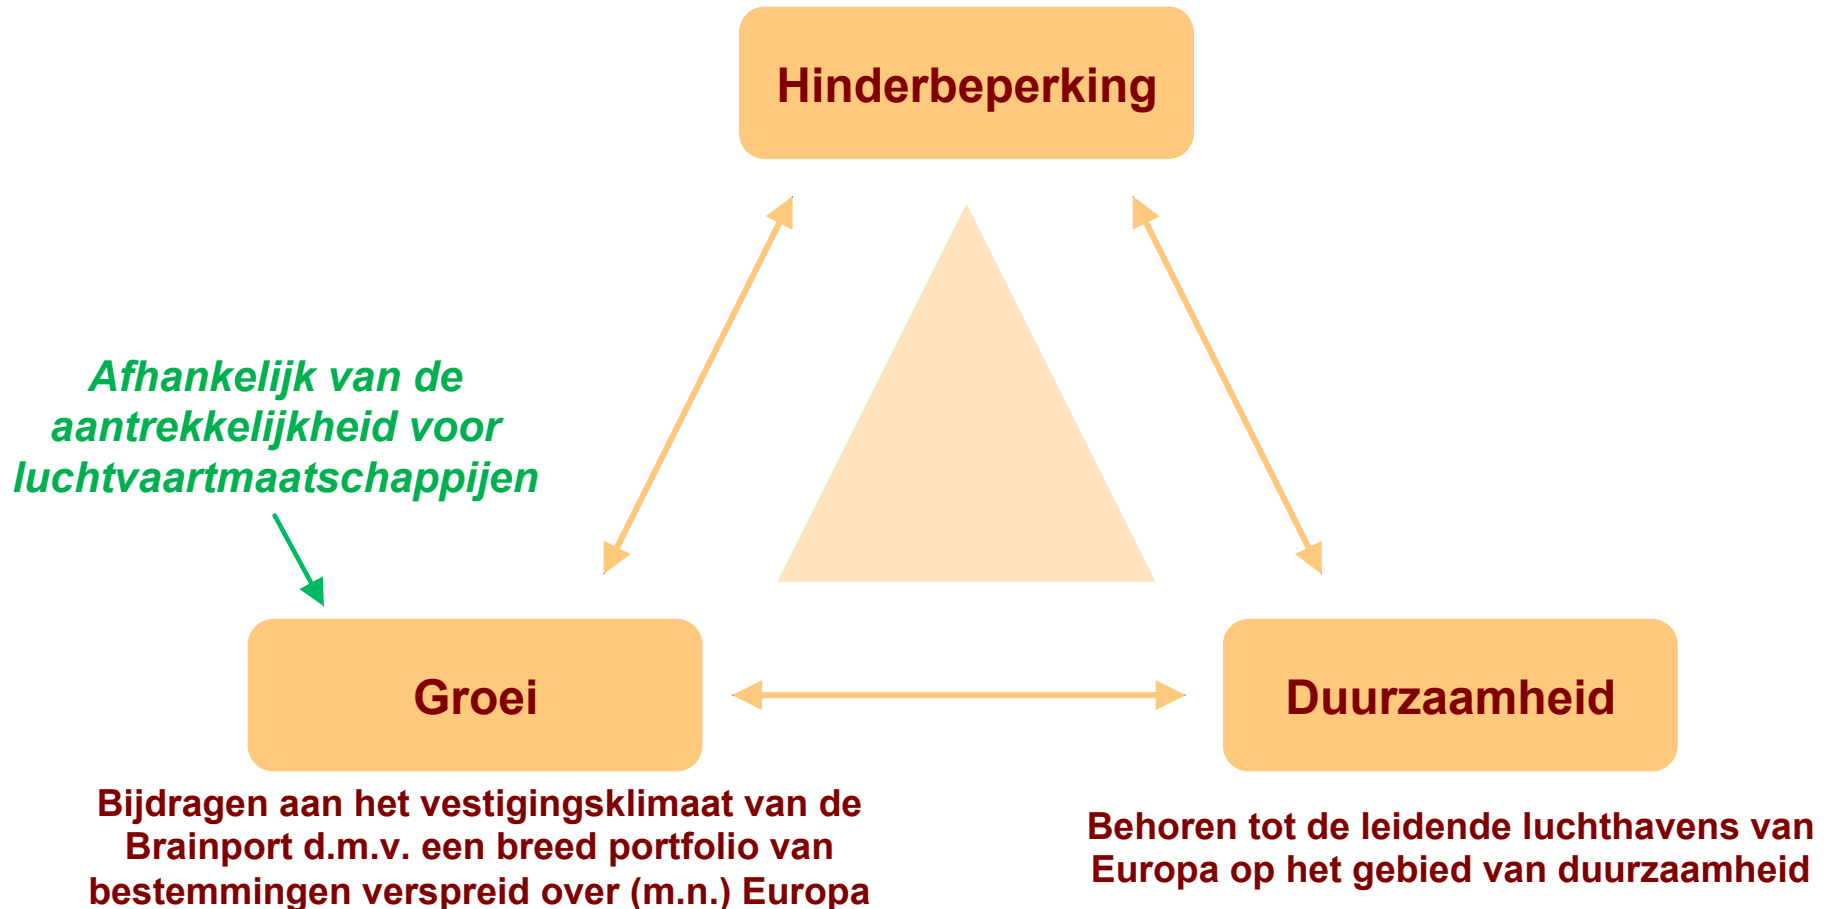 Hinderbeperking
Afhankelijk van de
aantrekkelijkheid voor
luchtvaartmaatschappijen
Groei
Duurzaamheid
Bijdragen aan het vestigingsklimaat van de
Brainport d.m.v. een breed portfolio van
bestemmingen verspreid over (m.n.) Europa
Behoren tot de leidende luchthavens van
Europa op het gebied van duurzaamheid